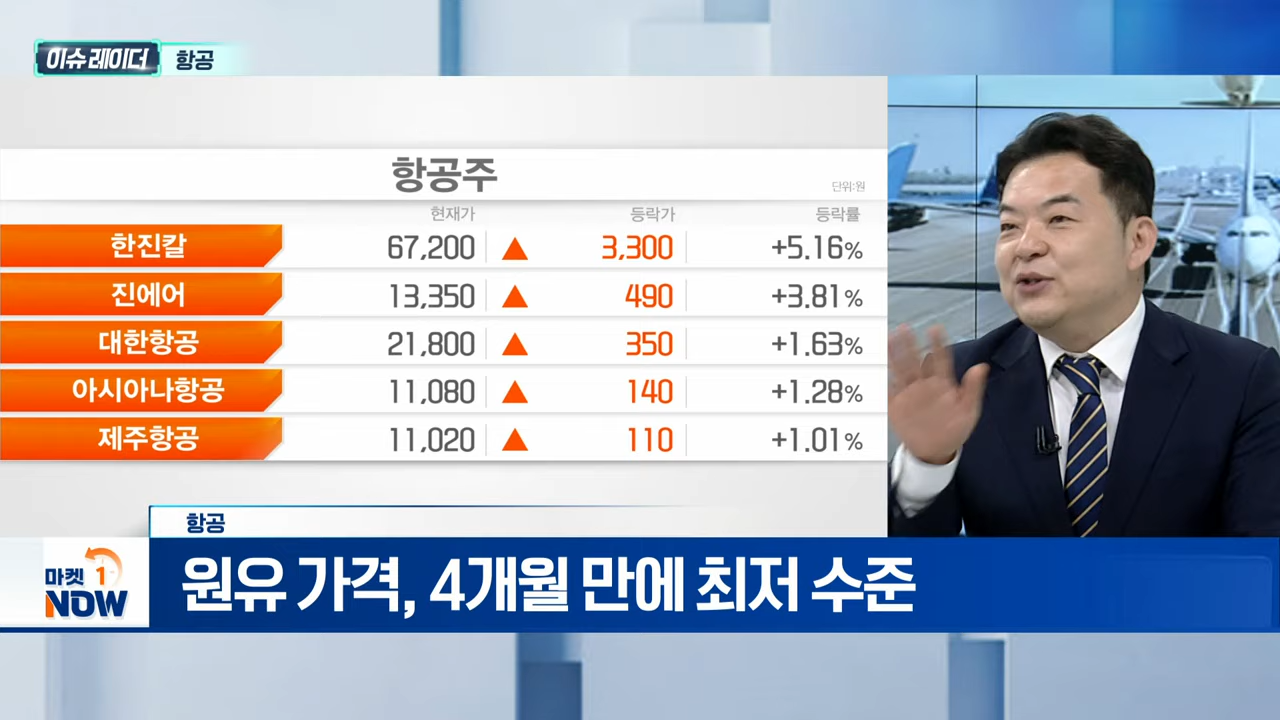 이슈레이더 항공
항공주
단위:원
현재가 등락가 등락률
한진칼 67,200 ▲ 3,300 +5.16%
진에어 13,350 ▲ 490 +3.81%
대한항공 21,800 ▲ 350 +1.63%
아시아나항공 11,080 ▲ 140 +1.28%
제주항공 11,020 ▲ 110 +1.01%
항공
마켓 1
NOW
원유 가격, 4개월 만에 최저 수준